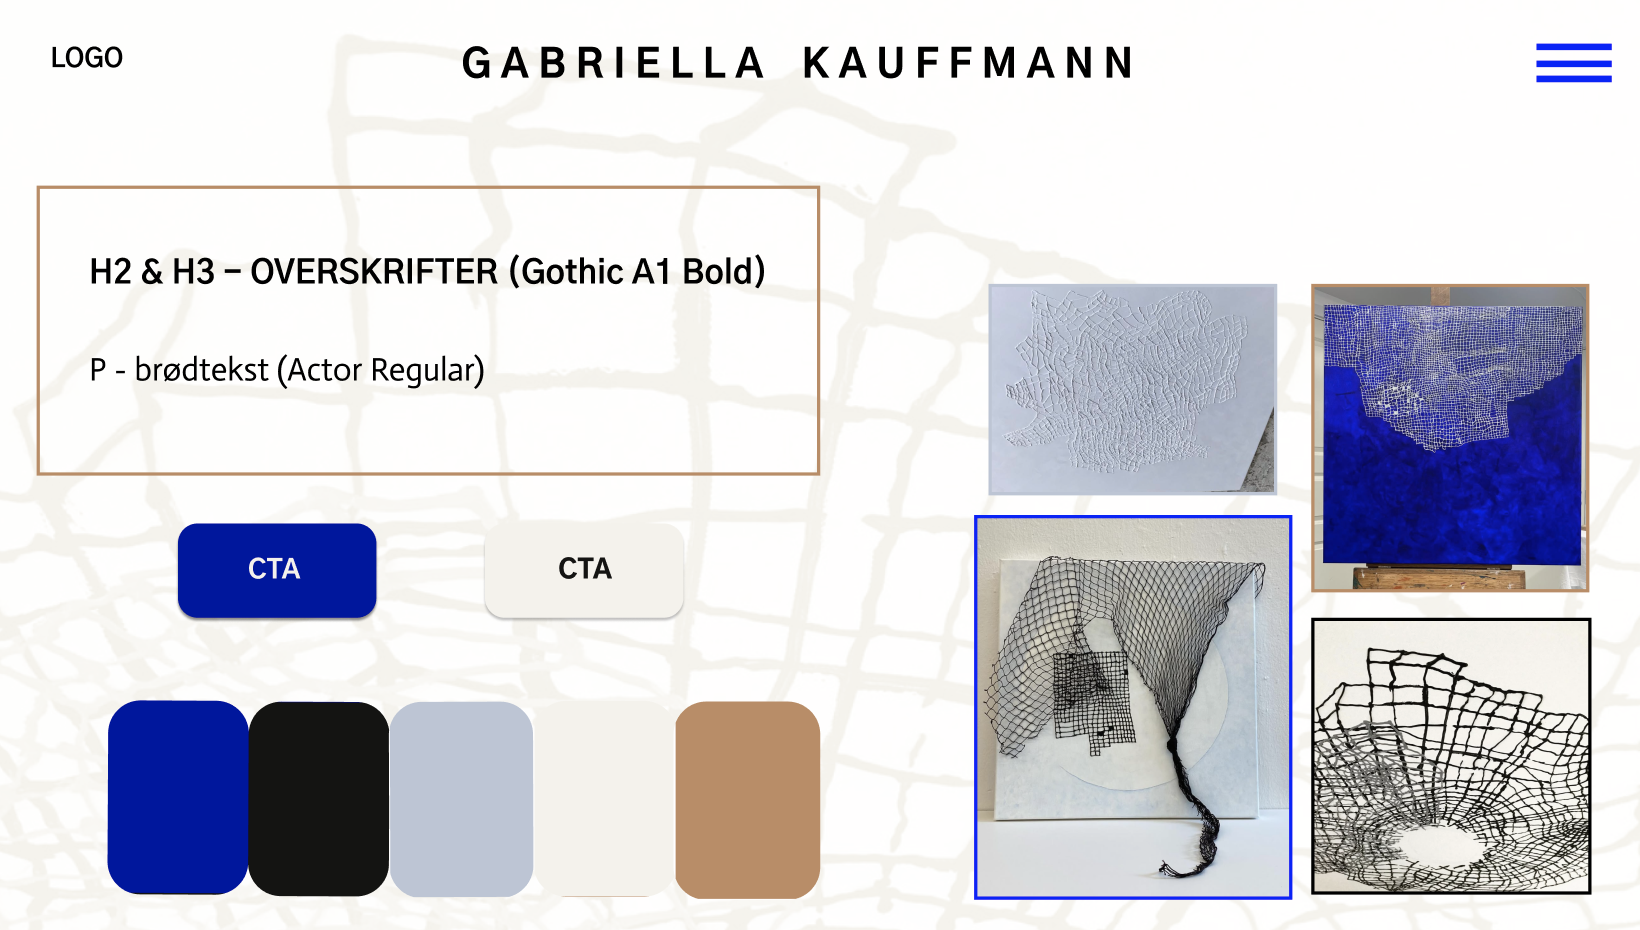 LOGO
GABRIELLA KAUFFMANN
H2 & H3 – OVERSKRIFTER (Gothic A1 Bold)
P - brødtekst (Actor Regular)
CTA
CTA